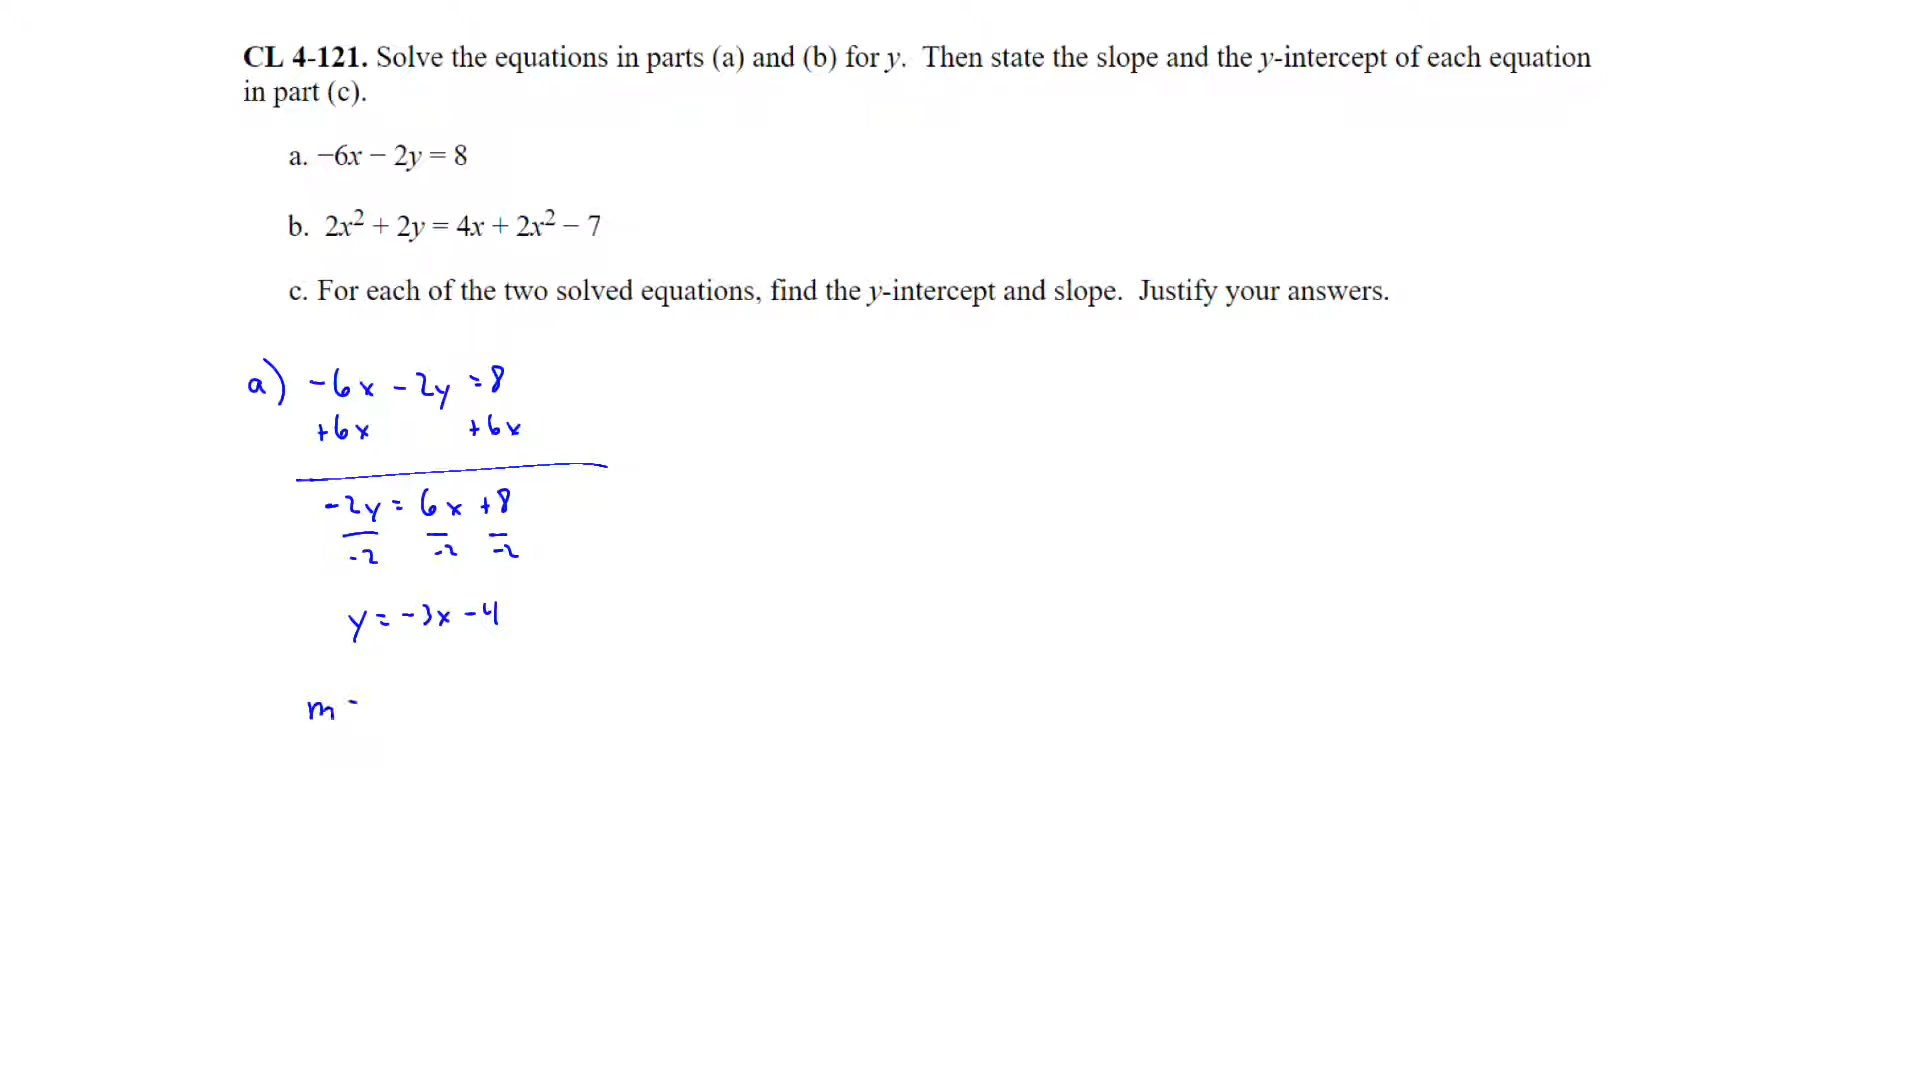 CL 4-121. Solve the equations in parts (a) and (b) for y. Then state the slope and the y-intercept of each equation
in part (c).
a. −6x − 2y = 8
b. 2x² + 2y = 4x + 2x² − 7
c. For each of the two solved equations, find the y-intercept and slope. Justify your answers.
a) -6x - 2y = 8
+6x +6x
-2y = 6x + 8
-2 -2 -2
y = -3x - 4
m -